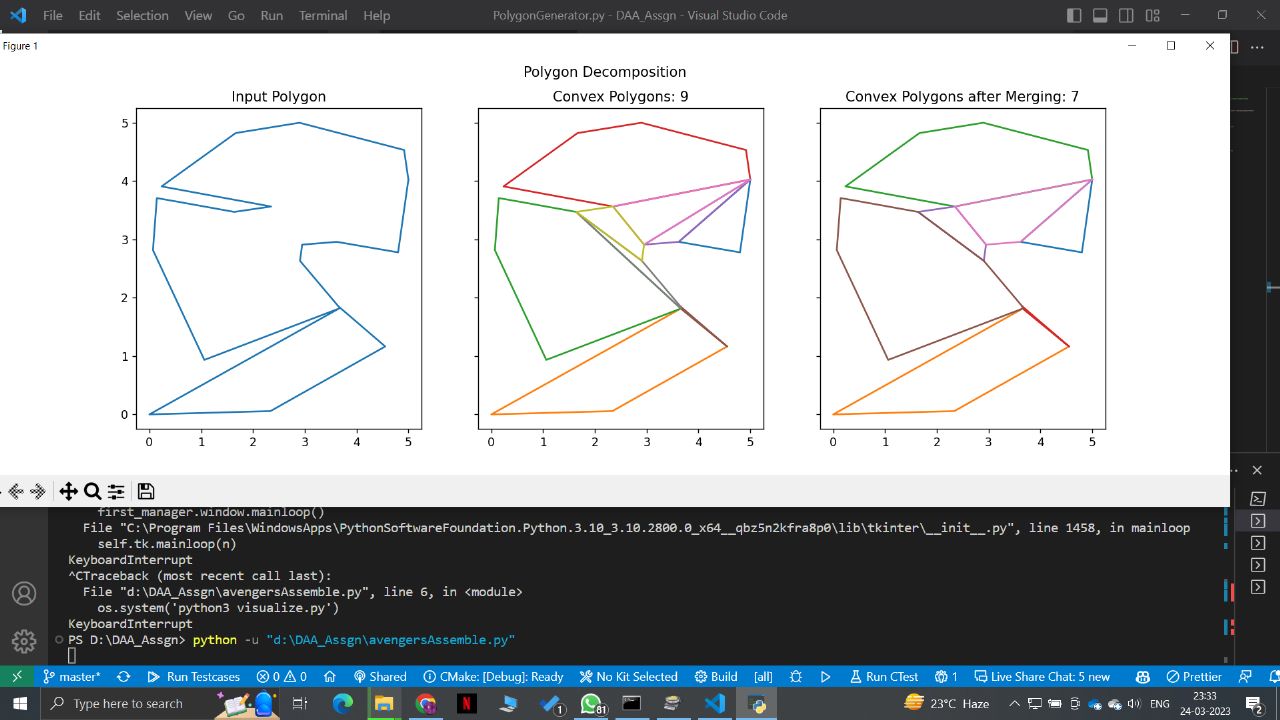 File Edit Selection View Go Run Terminal Help PolygonGenerator.py - DAA_Assgn - Visual Studio Code
Figure 1
Polygon Decomposition
Input Polygon
Convex Polygons: 9
Convex Polygons after Merging: 7
5
4
3
2
1
0
0 1 2 3 4 5
0 1 2 3 4 5
0 1 2 3 4 5
first_manager.window.mainloop()
File "C:\Program Files\WindowsApps\PythonSoftwareFoundation.Python.3.10_3.10.2800.0_x64__qbz5n2kfra8p0\lib\tkinter\__init__.py", line 1458, in mainloop
self.tk.mainloop(n)
KeyboardInterrupt
^CTraceback (most recent call last):
File "d:\DAA_Assgn\avengersAssemble.py", line 6, in <module>
os.system('python3 visualize.py')
KeyboardInterrupt
PS D:\DAA_Assgn> python -u "d:\DAA_Assgn\avengersAssemble.py"
master* Run Testcases 0 0 Shared CMake: [Debug]: Ready No Kit Selected Build [all] Run CTest 1 Live Share Chat: 5 new Prettier
Type here to search 1 81 23°C Haze ENG 23:33 2
24-03-2023